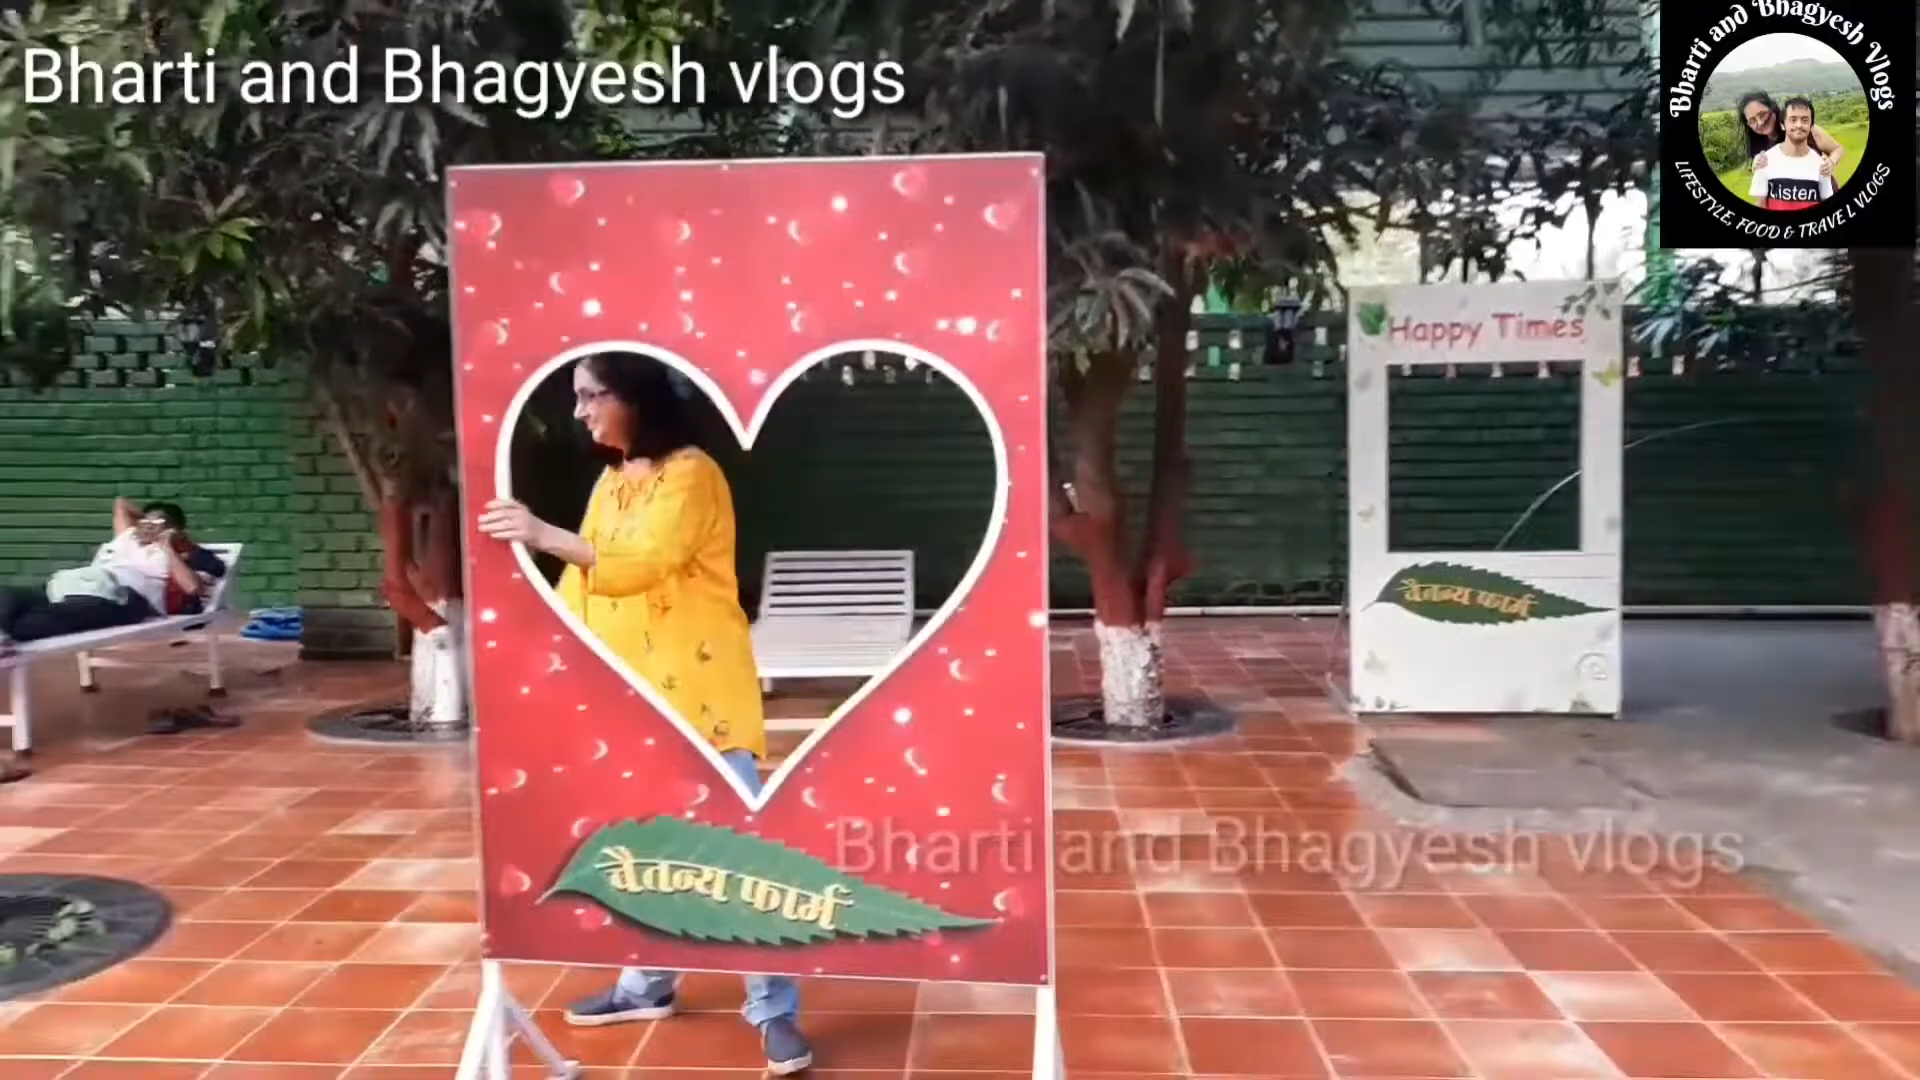 Bharti and Bhagyesh vlogs
Bharti and Bhagyesh Vlogs
Listen
LIFESTYLE, FOOD & TRAVEL VLOGS
Happy Times
चैतन्य फार्म
Bharti and Bhagyesh vlogs
चैतन्य फार्म